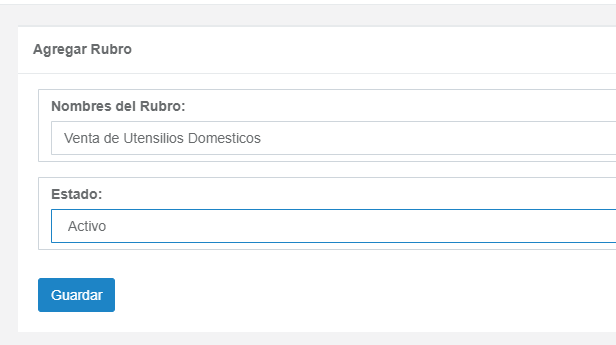 Agregar Rubro
Nombres del Rubro:
Venta de Utensilios Domesticos
Estado:
Activo
Guardar